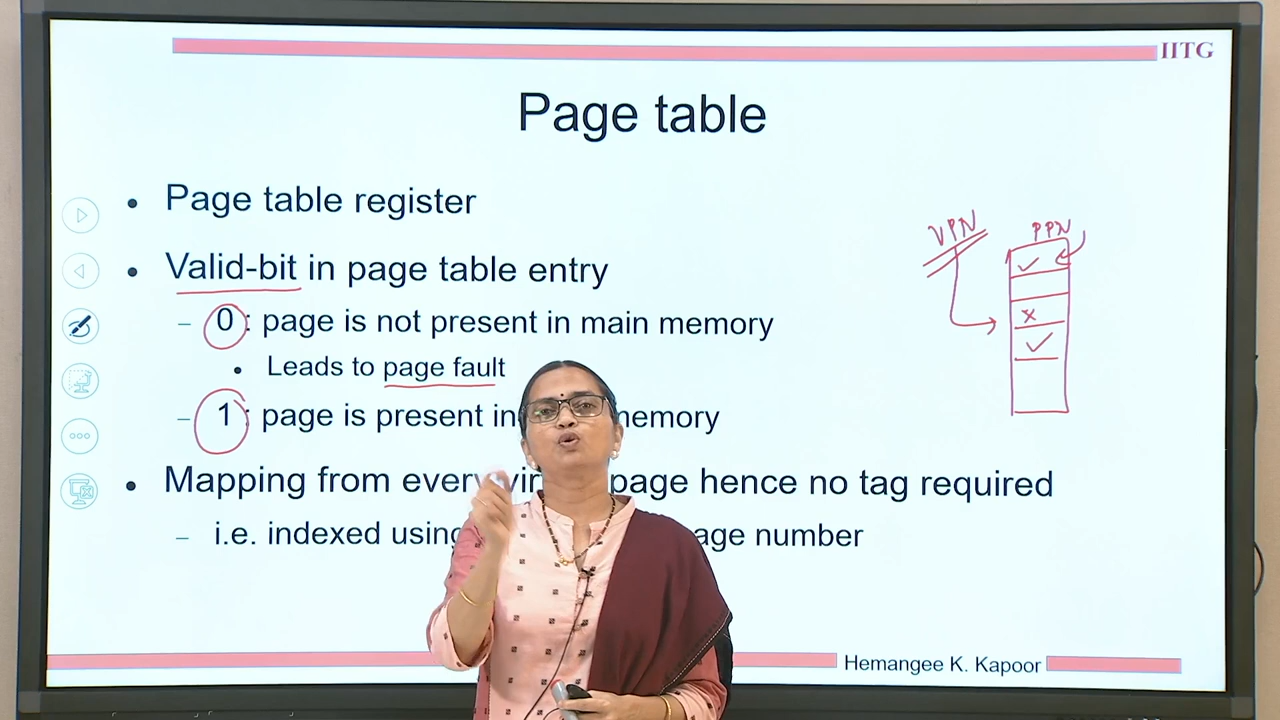 IITG
Page table
• Page table register
• Valid-bit in page table entry
– 0 : page is not present in main memory
• Leads to page fault
– 1 : page is present in memory
• Mapping from every page hence no tag required
– i.e. indexed using number
VPN PPN
Hemangee K. Kapoor